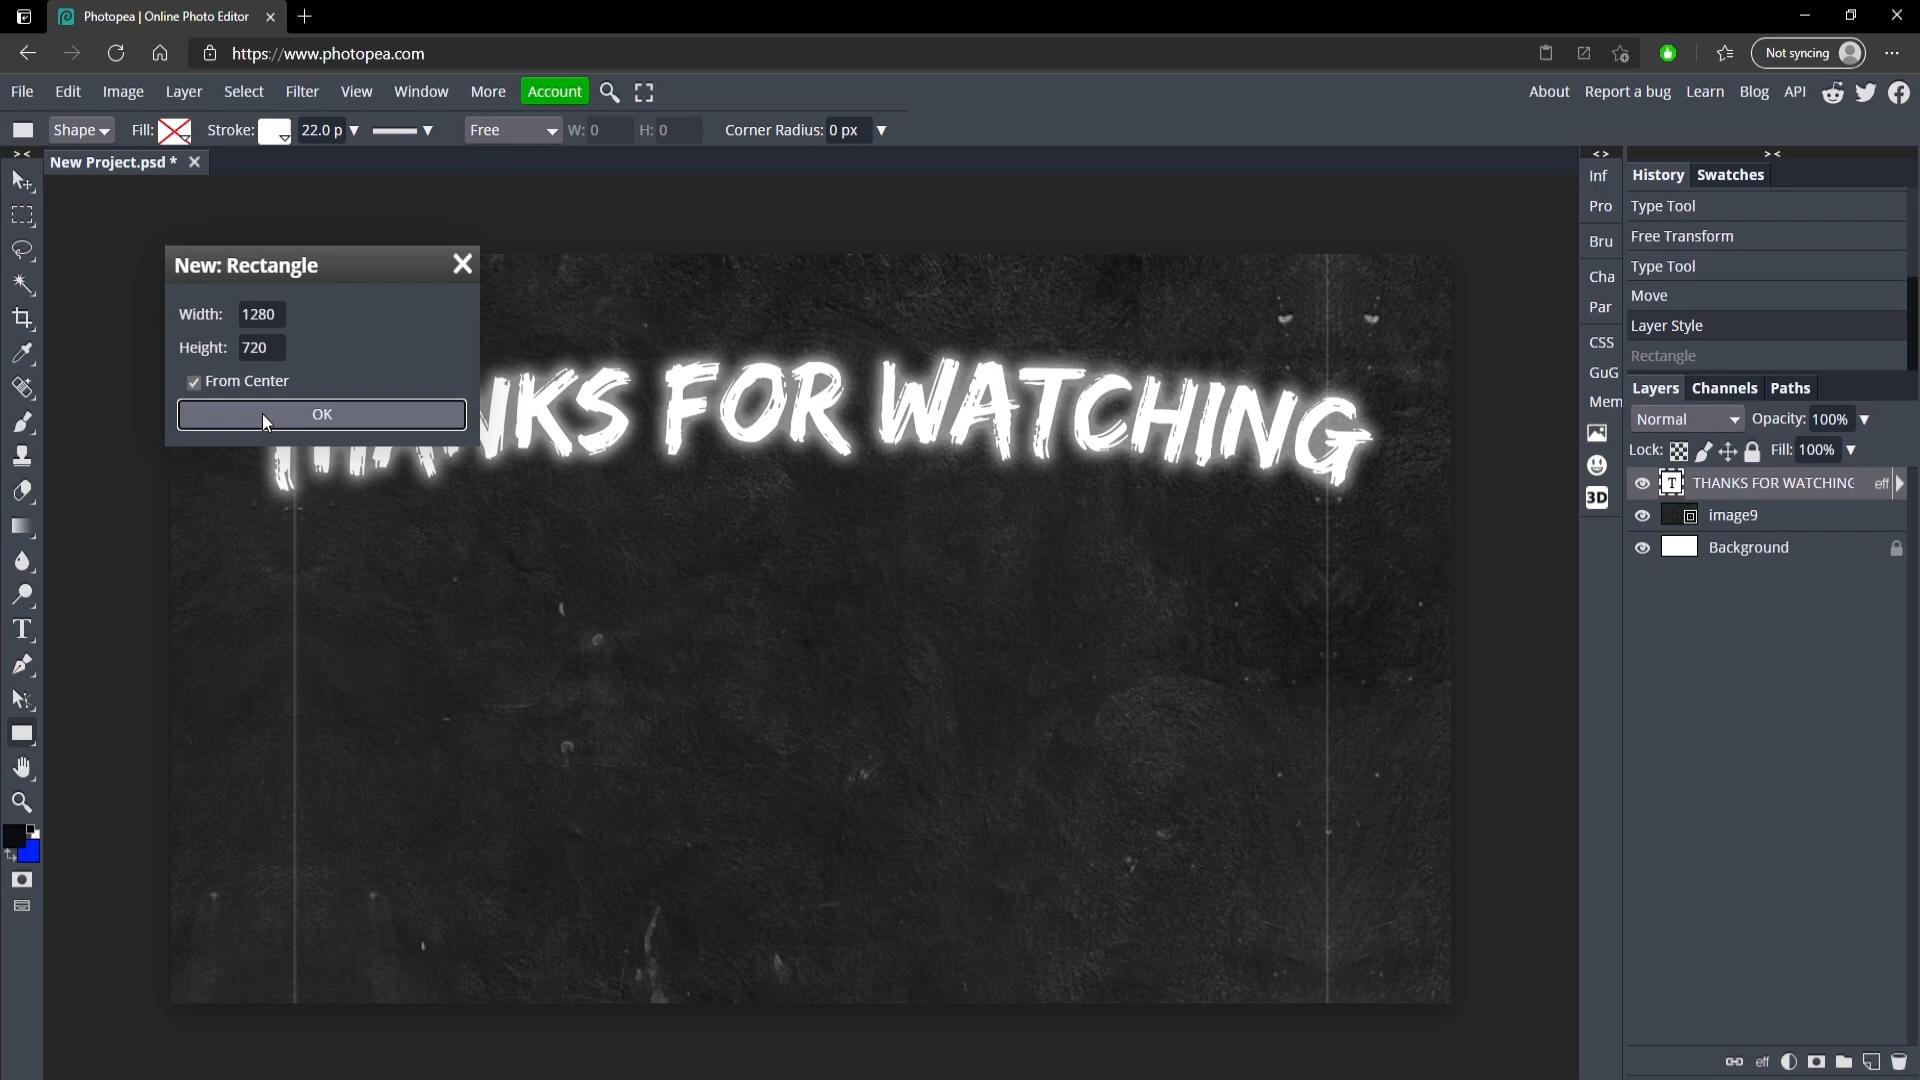 Photopea | Online Photo Editor
https://www.photopea.com
Not syncing
File Edit Image Layer Select Filter View Window More Account
About Report a bug Learn Blog API
Shape Fill: Stroke: 22.0 p Free W: 0 H: 0 Corner Radius: 0 px
New Project.psd *
New: Rectangle
Width: 1280
Height: 720
From Center
OK
THANKS FOR WATCHING
Inf
Pro
Bru
Cha
Par
CSS
GuG
Mem
3D
History Swatches
Type Tool
Free Transform
Type Tool
Move
Layer Style
Rectangle
Layers Channels Paths
Normal Opacity: 100%
Lock: Fill: 100%
T THANKS FOR WATCHING eff
image9
Background
eff